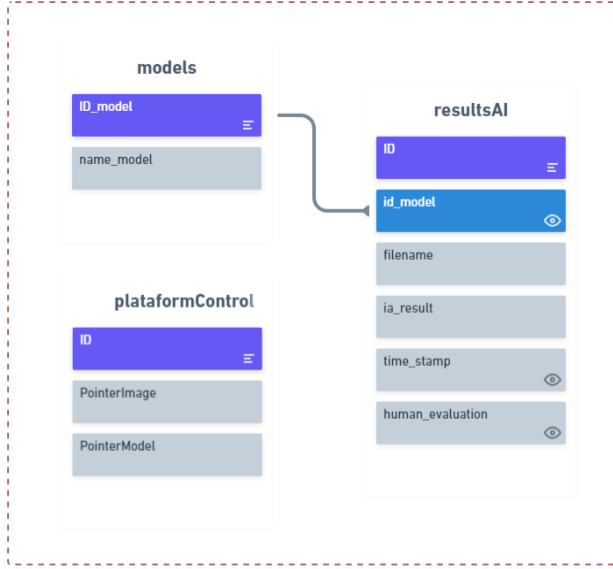 models
ID_model
name_model
plataformControl
ID
PointerImage
PointerModel
resultsAI
ID
id_model
filename
ia_result
time_stamp
human_evaluation